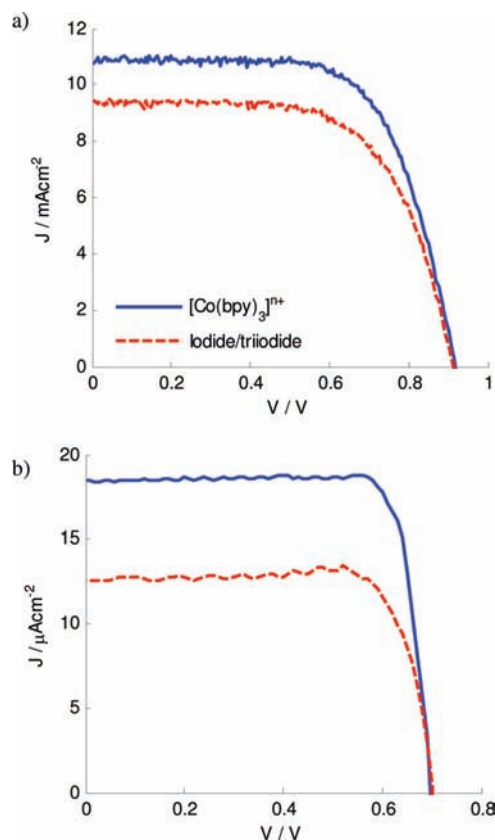 a)
12
10
8
6
4
2
0
J / mAcm-2
[Co(bpy)3]n+
Iodide/triiodide
0 0.2 0.4 0.6 0.8 1
V / V
b)
20
15
10
5
0
J / μAcm-2
0 0.2 0.4 0.6 0.8
V / V